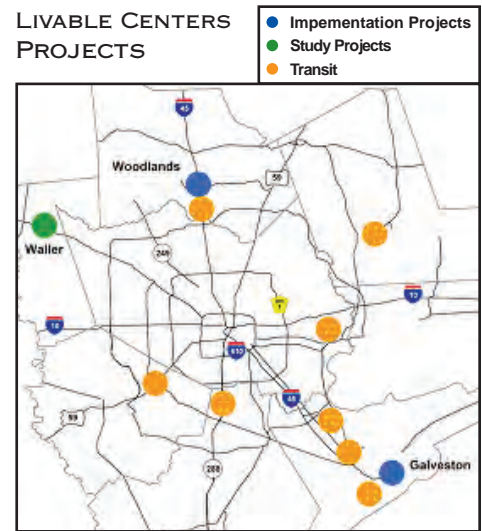 LIVABLE CENTERS
PROJECTS
Impementation Projects
Study Projects
Transit
45
Woodlands
59
Waller
249
10
10
610
45
59
288
Galveston